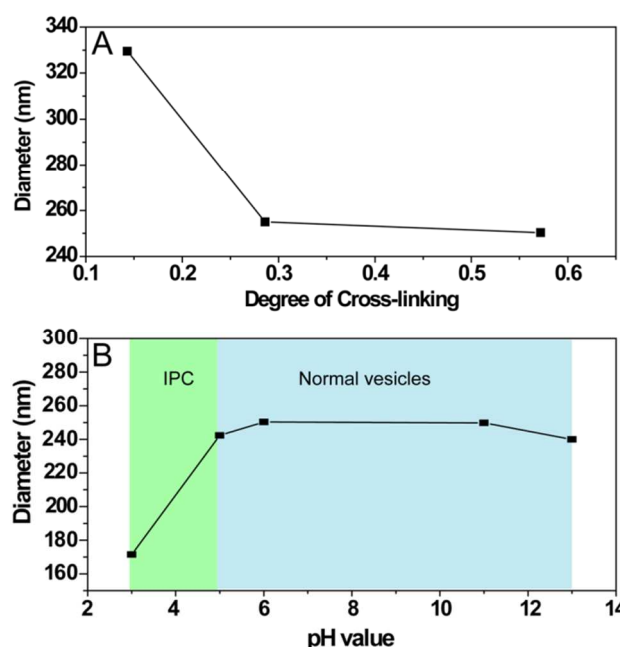 A
Diameter (nm)
340
320
300
280
260
240
0.1 0.2 0.3 0.4 0.5 0.6
Degree of Cross-linking
B
Diameter (nm)
300
280
260
240
220
200
180
160
IPC Normal vesicles
2 4 6 8 10 12 14
pH value